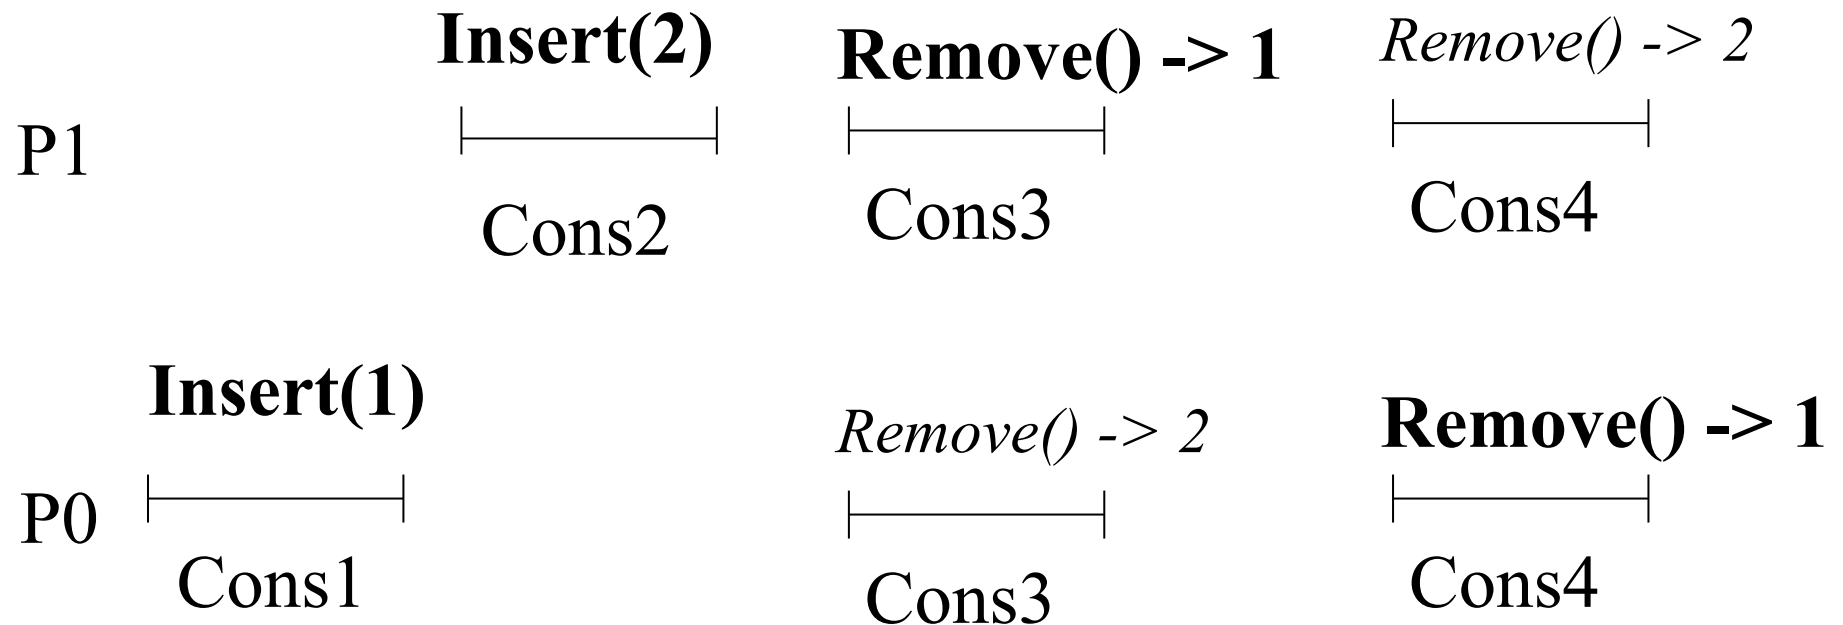 Insert(2)
Remove() -> 1
Remove() -> 2
P1
Cons2
Cons3
Cons4
Insert(1)
Remove() -> 2
Remove() -> 1
P0
Cons1
Cons3
Cons4